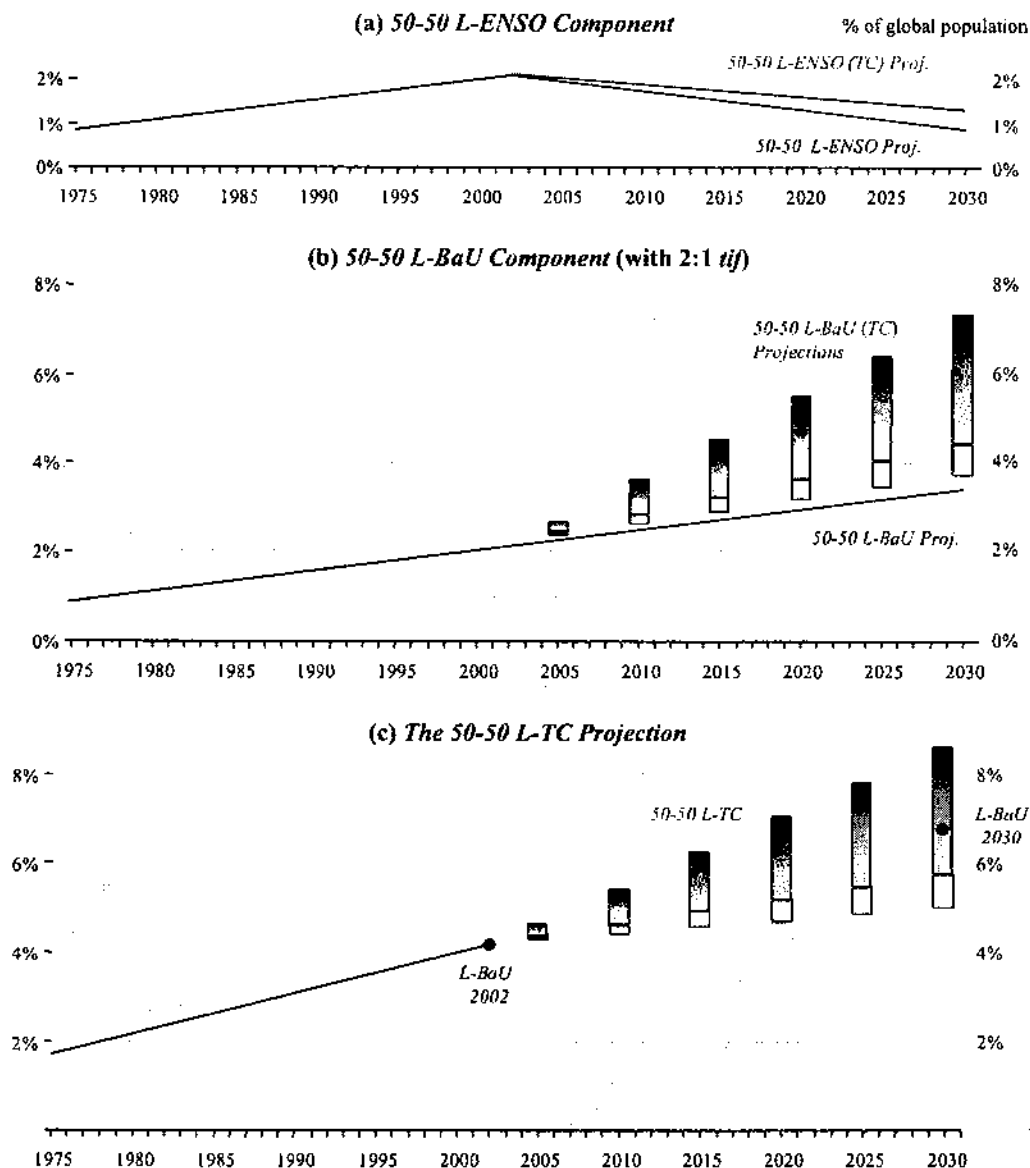 (a) 50-50 L-ENSO Component
% of global population
50-50 L-ENSO (TC) Proj.
2% 2%
1% 1%
50-50 L-ENSO Proj.
0% 0%
1975 1980 1985 1990 1995 2000 2005 2010 2015 2020 2025 2030
(b) 50-50 L-BaU Component (with 2:1 tif)
8% 8%
50-50 L-BaU (TC)
Projections
6% 6%
4% 4%
50-50 L-BaU Proj.
2% 2%
0% 0%
1975 1980 1985 1990 1995 2000 2005 2010 2015 2020 2025 2030
(c) The 50-50 L-TC Projection
8% 8%
50-50 L-TC
L-BaU
2030
6% 6%
4% 4%
L-BaU
2002
2% 2%
1975 1980 1985 1990 1995 2000 2005 2010 2015 2020 2025 2030